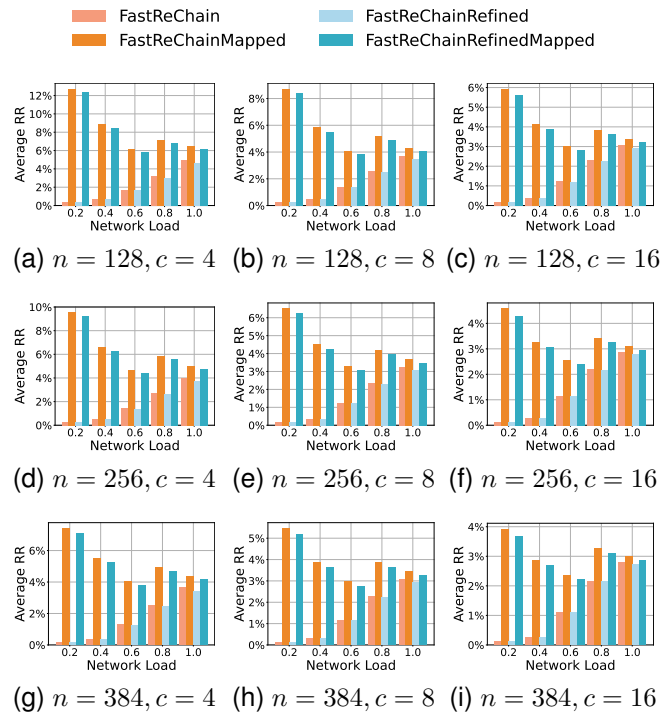 FastReChain FastReChainRefined
FastReChainMapped FastReChainRefinedMapped
Average RR
12%
10%
8%
6%
4%
2%
0%
0.2 0.4 0.6 0.8 1.0
Network Load
(a) n = 128, c = 4
Average RR
8%
6%
4%
2%
0%
0.2 0.4 0.6 0.8 1.0
Network Load
(b) n = 128, c = 8
Average RR
6%
5%
4%
3%
2%
1%
0%
0.2 0.4 0.6 0.8 1.0
Network Load
(c) n = 128, c = 16
Average RR
10%
8%
6%
4%
2%
0%
0.2 0.4 0.6 0.8 1.0
Network Load
(d) n = 256, c = 4
Average RR
6%
5%
4%
3%
2%
1%
0%
0.2 0.4 0.6 0.8 1.0
Network Load
(e) n = 256, c = 8
Average RR
4%
3%
2%
1%
0%
0.2 0.4 0.6 0.8 1.0
Network Load
(f) n = 256, c = 16
Average RR
6%
4%
2%
0%
0.2 0.4 0.6 0.8 1.0
Network Load
(g) n = 384, c = 4
Average RR
5%
4%
3%
2%
1%
0%
0.2 0.4 0.6 0.8 1.0
Network Load
(h) n = 384, c = 8
Average RR
4%
3%
2%
1%
0%
0.2 0.4 0.6 0.8 1.0
Network Load
(i) n = 384, c = 16